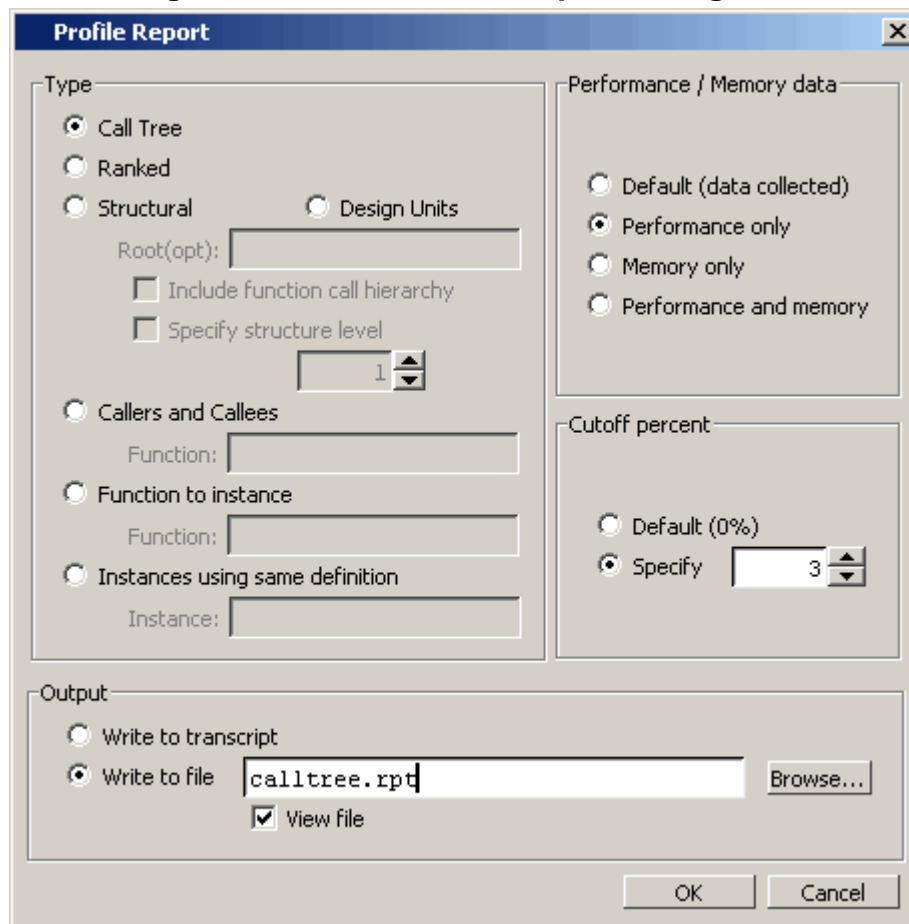 Profile Report
Type
Call Tree
Ranked
Structural
Design Units
Root(opt):
Include function call hierarchy
Specify structure level
1
Callers and Callees
Function:
Function to instance
Function:
Instances using same definition
Instance:
Performance / Memory data
Default (data collected)
Performance only
Memory only
Performance and memory
Cutoff percent
Default (0%)
Specify
3
Output
Write to transcript
Write to file
calltree.rpt
Browse...
View file
OK
Cancel